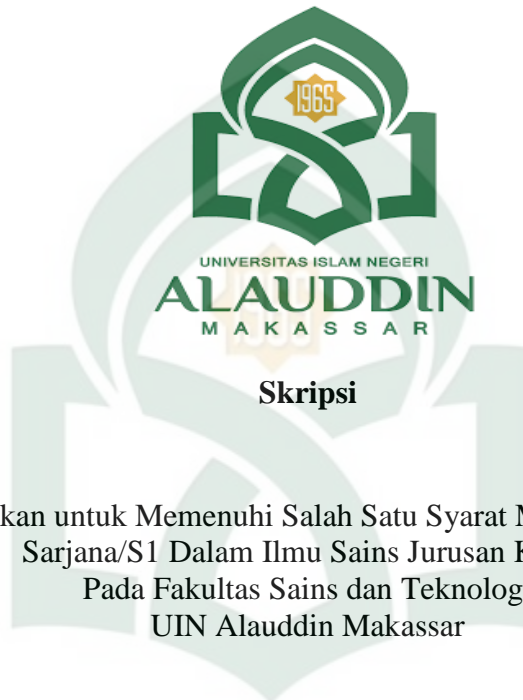 1965
UNIVERSITAS ISLAM NEGERI
ALAUDDIN
MAKASSAR
Skripsi
kan untuk Memenuhi Salah Satu Syarat M
Sarjana/S1 Dalam Ilmu Sains Jurusan K
Pada Fakultas Sains dan Teknolog
UIN Alauddin Makassar